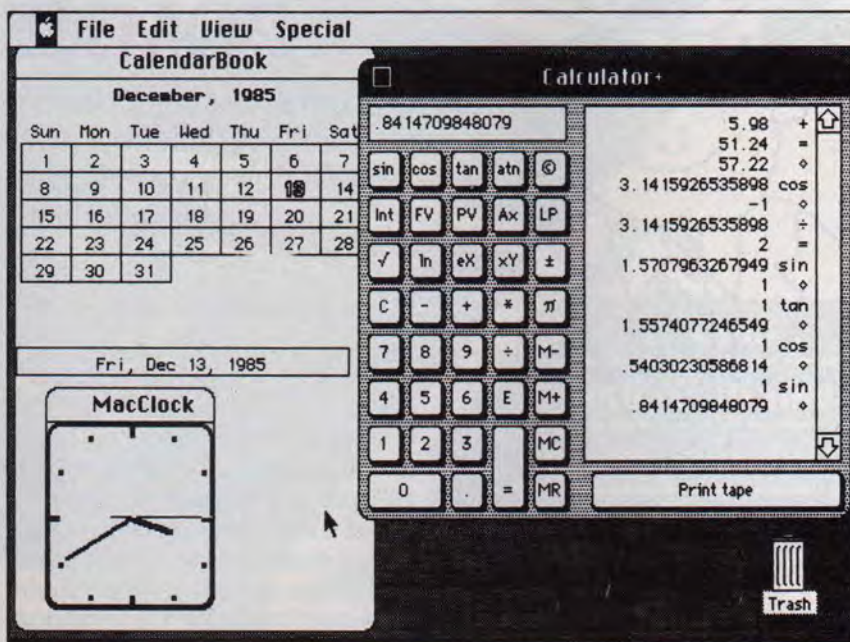 File Edit View Special
CalendarBook
December, 1985
Sun Mon Tue Wed Thu Fri Sat
1 2 3 4 5 6 7
8 9 10 11 12 13 14
15 16 17 18 19 20 21
22 23 24 25 26 27 28
29 30 31
Fri, Dec 13, 1985
MacClock
Calculator+
.8414709848079
sin cos tan atn ©
Int FV PV Ax LP
√ ln eX xY ±
C - + * π
7 8 9 ÷ M-
4 5 6 E M+
1 2 3 MC
0 . = MR
5.98 +
51.24 =
57.22 ⋄
3.1415926535898 cos
-1 ⋄
3.1415926535898 ÷
2 =
1.5707963267949 sin
1 ⋄
1 tan
1.5574077246549 ⋄
1 cos
.54030230586814 ⋄
1 sin
.8414709848079 ⋄
Print tape
Trash